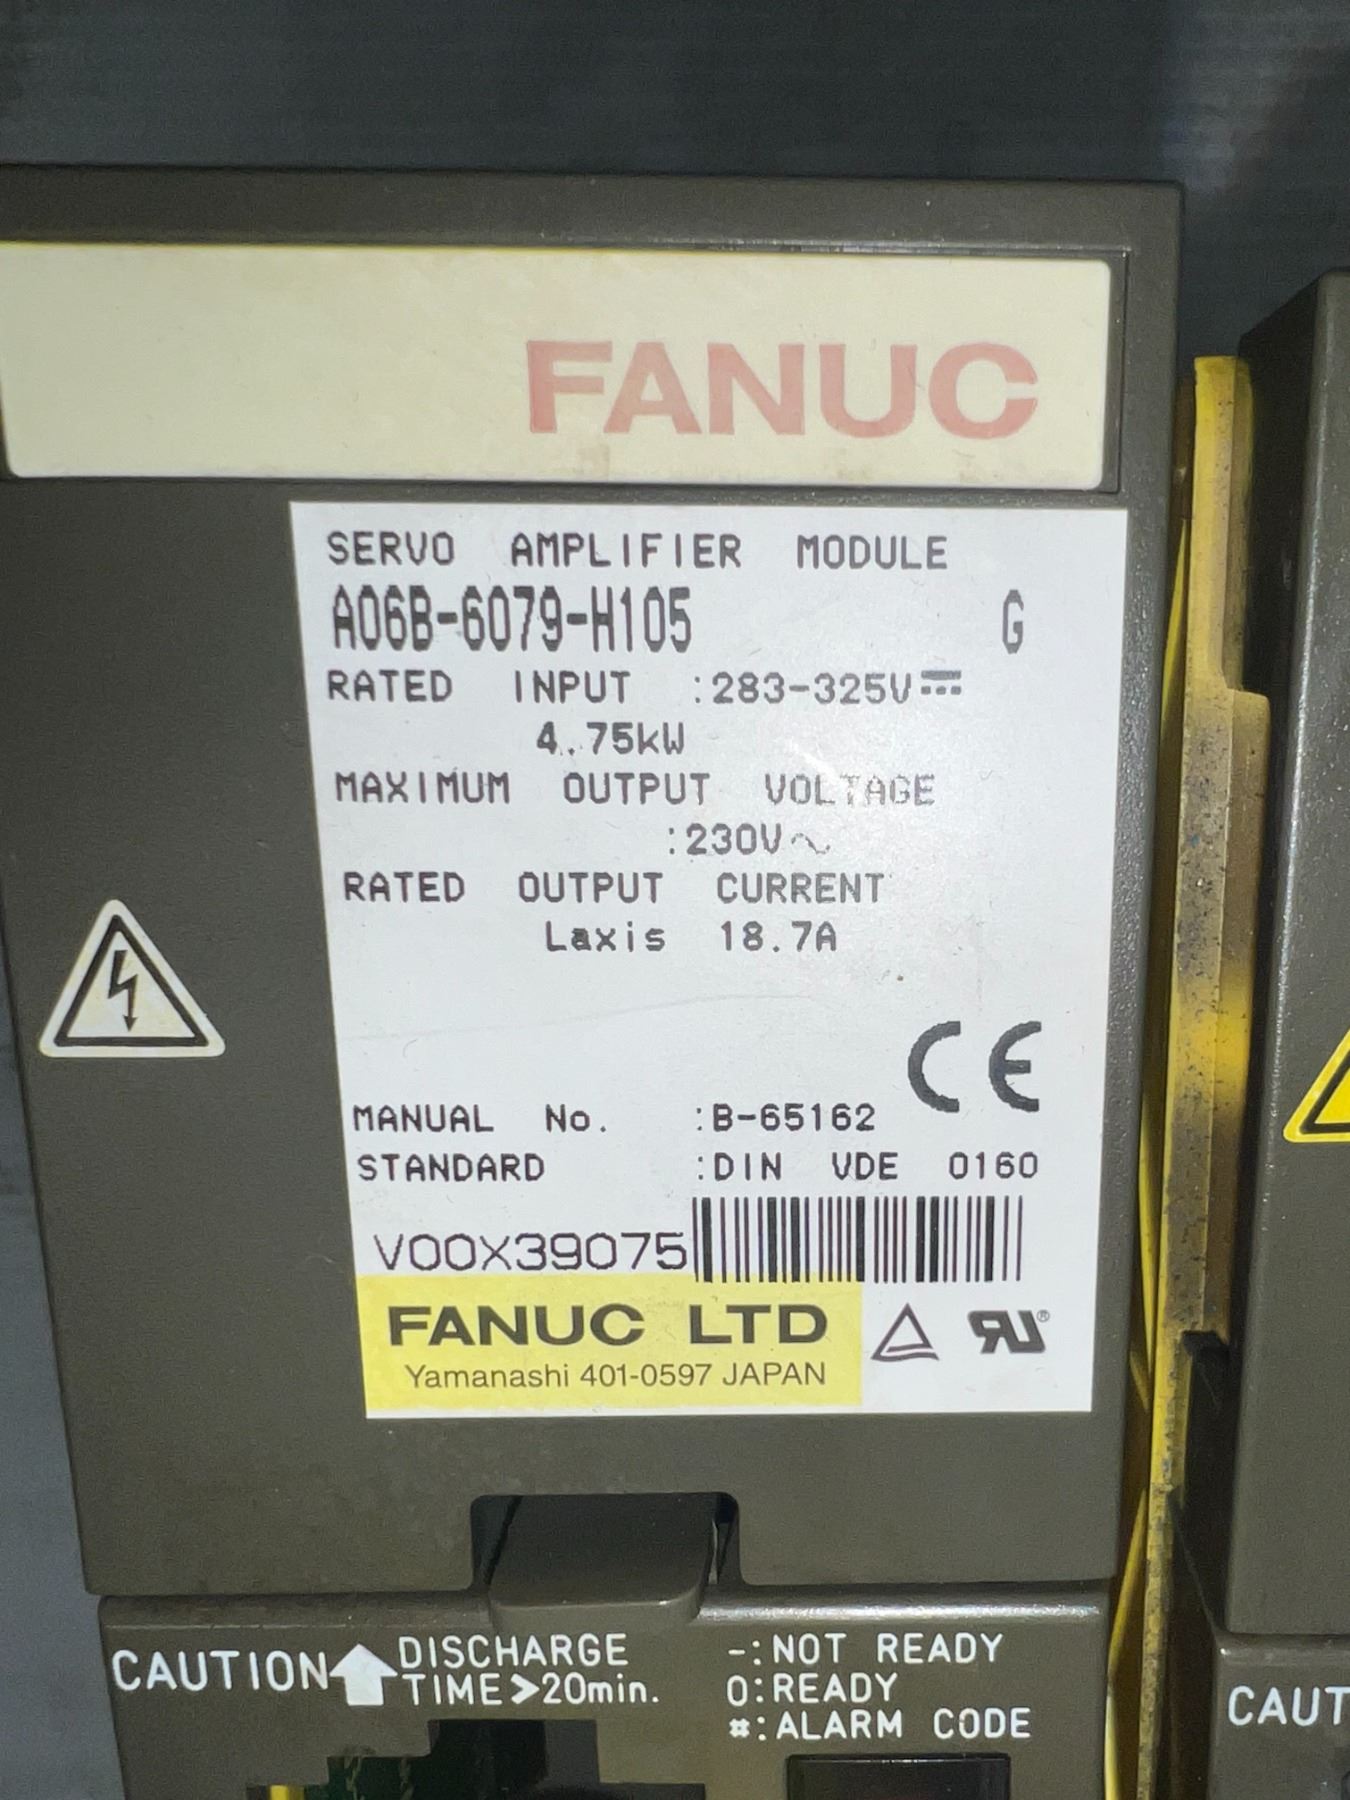 FANUC
SERVO AMPLIFIER MODULE
A06B-6079-H105 G
RATED INPUT :283-325V⎓
4.75kW
MAXIMUM OUTPUT VOLTAGE
:230V~
RATED OUTPUT CURRENT
Laxis 18.7A
CE
MANUAL No. :B-65162
STANDARD :DIN VDE 0160
V00X39075
FANUC LTD
Yamanashi 401-0597 JAPAN
RU®
CAUTION DISCHARGE
TIME>20min.
-:NOT READY
0:READY
#:ALARM CODE
CAUT